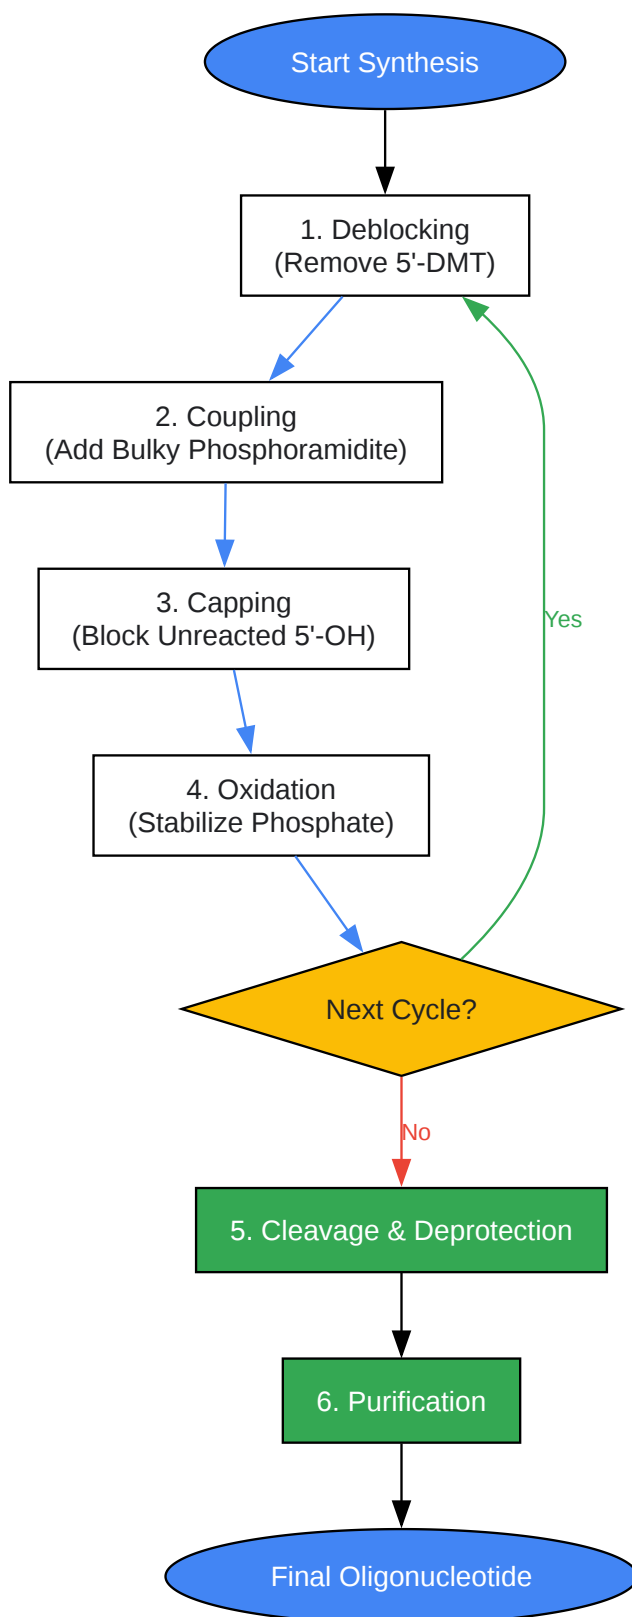 Start Synthesis
1. Deblocking
(Remove 5'-DMT)
2. Coupling
(Add Bulky Phosphoramidite)
3. Capping
(Block Unreacted 5'-OH)
Yes
4. Oxidation
(Stabilize Phosphate)
Next Cycle?
No
5. Cleavage & Deprotection
6. Purification
Final Oligonucleotide